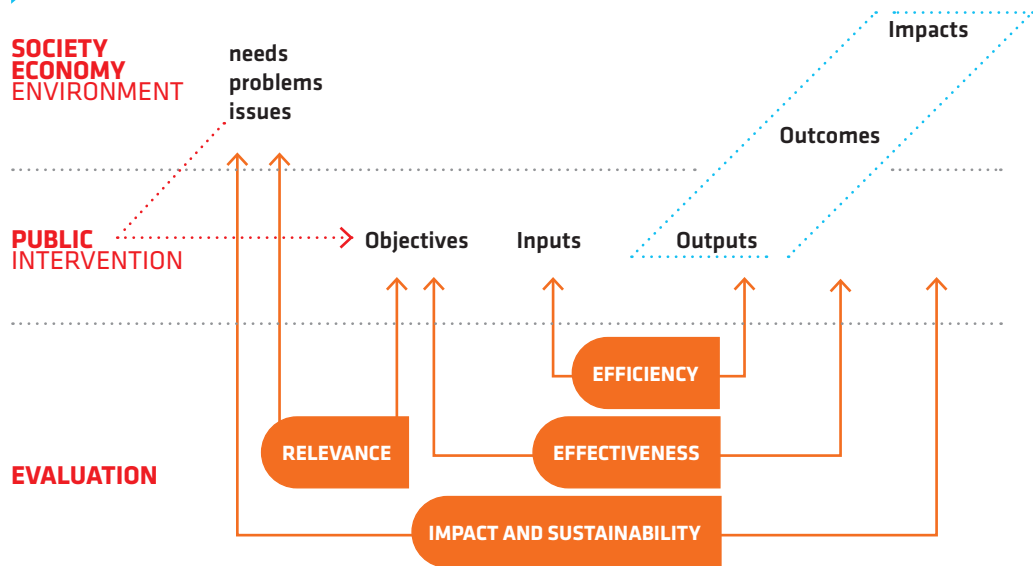 Impacts
SOCIETY
ECONOMY
ENVIRONMENT
needs
problems
issues
Outcomes
PUBLIC
INTERVENTION
Objectives
Inputs
Outputs
EFFICIENCY
RELEVANCE
EFFECTIVENESS
EVALUATION
IMPACT AND SUSTAINABILITY